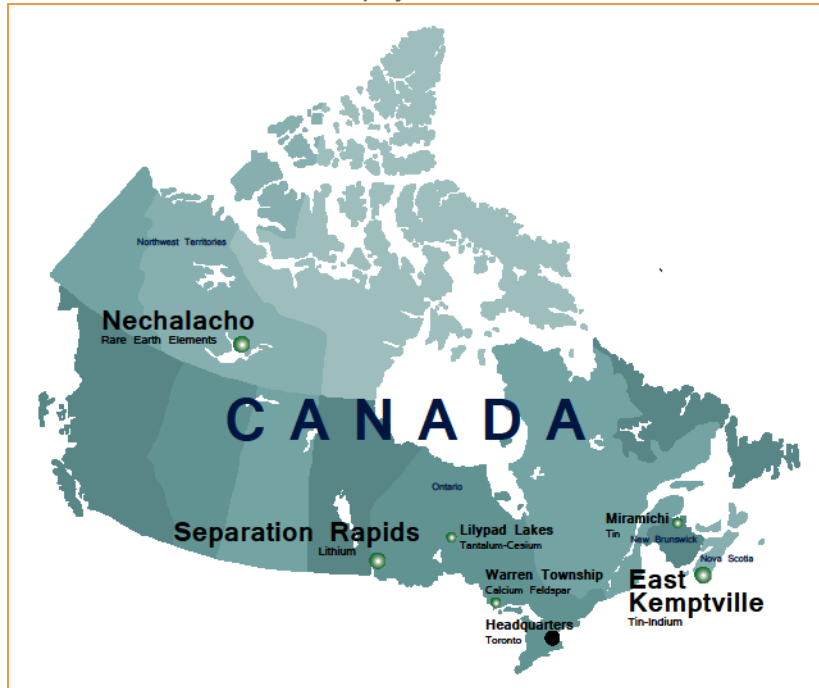 Northwest Territories
Nechalacho
Rare Earth Elements
CANADA
Ontario
Separation Rapids
Lithium
Lilypad Lakes
Tantalum-Cesium
Miramichi
Tin
New Brunswick
Nova Scotia
Warren Township
Calcium Feldspar
East
Kemptville
Tin-Indium
Headquarters
Toronto